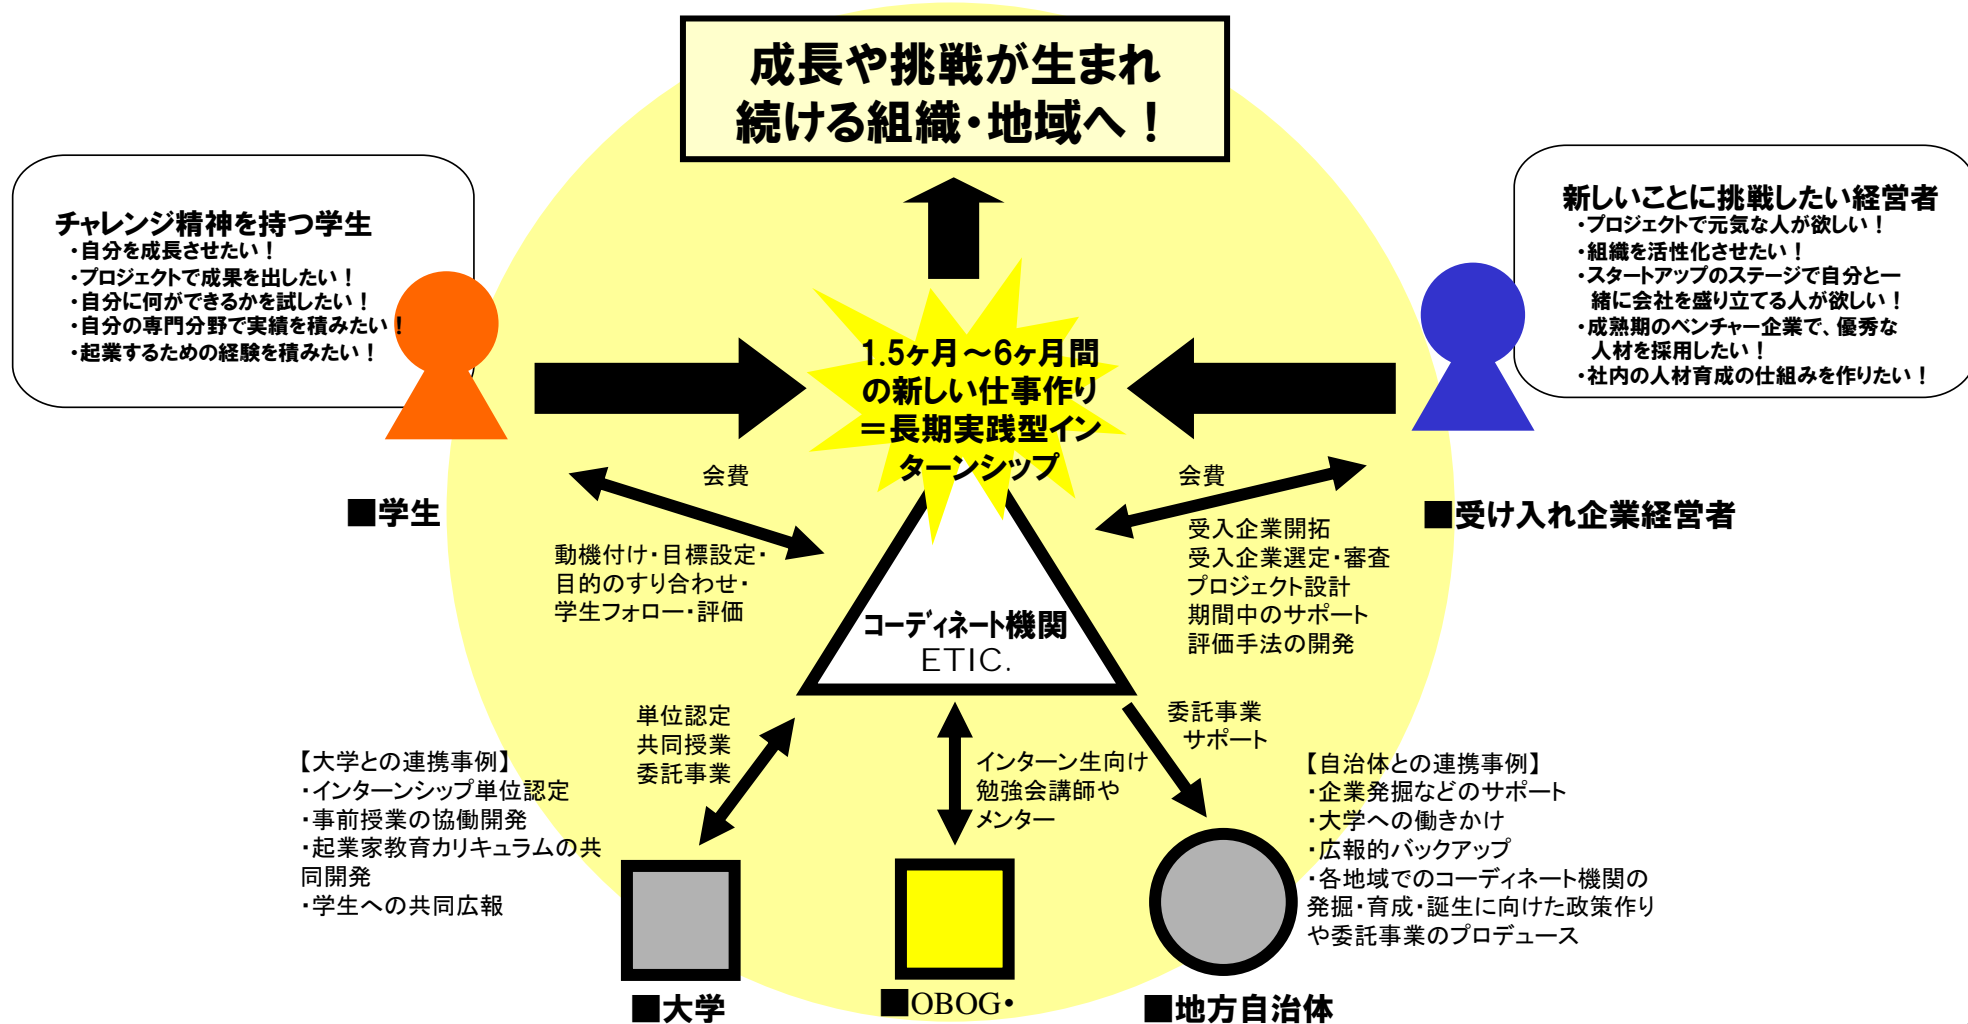 成長や挑戦が生まれ
続ける組織・地域へ！
チャレンジ精神を持つ学生
・自分を成長させたい！
・プロジェクトで成果を出したい！
・自分に何ができるかを試したい！
・自分の専門分野で実績を積みたい！
・起業するための経験を積みたい！
新しいことに挑戦したい経営者
・プロジェクトで元気な人が欲しい！
・組織を活性化させたい！
・スタートアップのステージで自分と一
緒に会社を盛り立てる人が欲しい！
・成熟期のベンチャー企業で、優秀な
人材を採用したい！
・社内の人材育成の仕組みを作りたい！
1.5ヶ月～6ヶ月間
の新しい仕事作り
＝長期実践型イン
ターンシップ
会費
会費
■学生
■受け入れ企業経営者
動機付け・目標設定・
目的のすり合わせ・
学生フォロー・評価
受入企業開拓
受入企業選定・審査
プロジェクト設計
期間中のサポート
評価手法の開発
コーディネート機関
ETIC.
単位認定
共同授業
委託事業
インターン生向け
勉強会講師や
メンター
委託事業
サポート
【大学との連携事例】
・インターンシップ単位認定
・事前授業の協働開発
・起業家教育カリキュラムの共
同開発
・学生への共同広報
【自治体との連携事例】
・企業発掘などのサポート
・大学への働きかけ
・広報的バックアップ
・各地域でのコーディネート機関の
発掘・育成・誕生に向けた政策作り
や委託事業のプロデュース
■大学
■OBOG・
■地方自治体